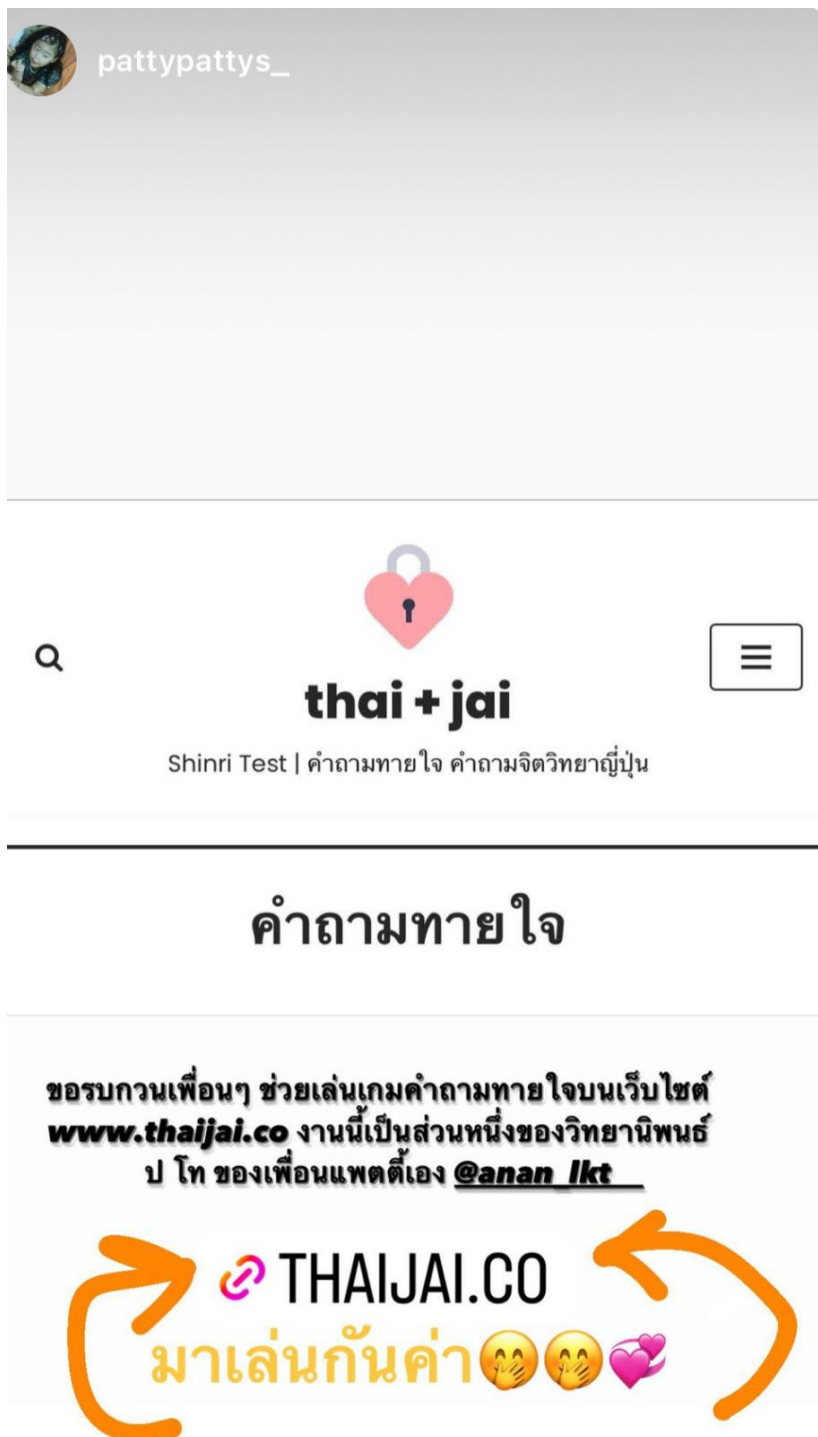 pattypattys_
thai + jai
Shinri Test | คำถามทายใจ คำถามจิตวิทยาญี่ปุ่น
คำถามทายใจ
ขอรบกวนเพื่อนๆ ช่วยเล่นเกมคำถามทายใจบนเว็บไซต์
www.thaijai.co งานนี้เป็นส่วนหนึ่งของวิทยานิพนธ์
ป โท ของเพื่อนแพตตี้เอง @anan_lkt__
THAIJAI.CO
มาเล่นกันค่า🤭🤭💞